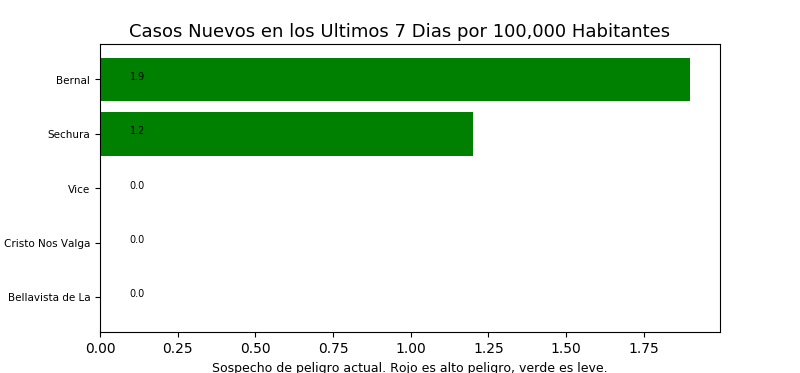 Casos Nuevos en los Ultimos 7 Dias por 100,000 Habitantes
Bernal 1.9
Sechura 1.2
Vice 0.0
Cristo Nos Valga 0.0
Bellavista de La 0.0
0.00 0.25 0.50 0.75 1.00 1.25 1.50 1.75
Sospecho de peligro actual. Rojo es alto peligro, verde es leve.